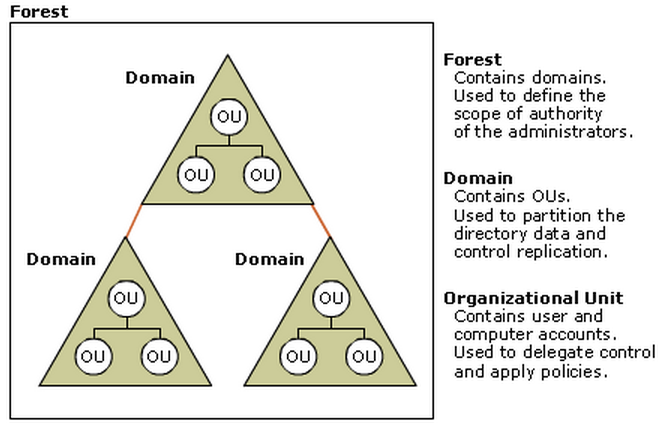 Forest
Domain
OU
OU OU
Domain
OU
OU OU
Domain
OU
OU OU
Forest
Contains domains.
Used to define the
scope of authority
of the administrators.
Domain
Contains OUs.
Used to partition the
directory data and
control replication.
Organizational Unit
Contains user and
computer accounts.
Used to delegate control
and apply policies.